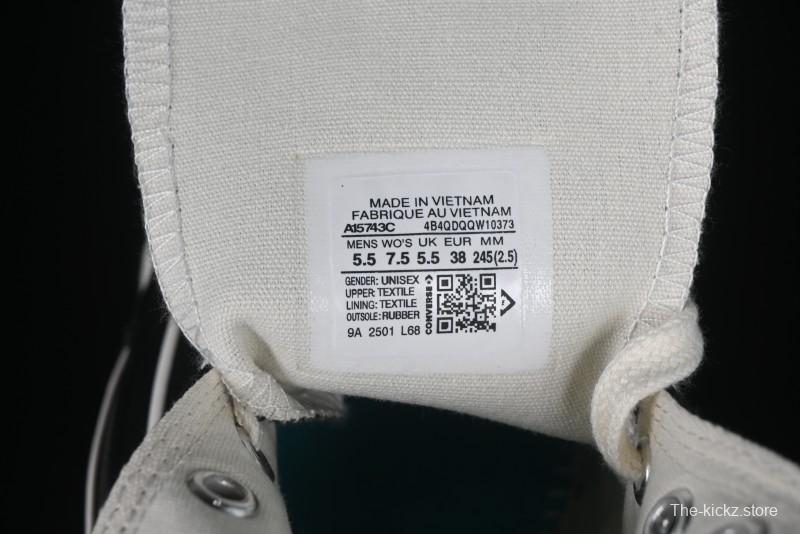 MADE IN VIETNAM
FABRIQUE AU VIETNAM
A15743C 4B4QDQQW10373
MENS WO'S UK EUR MM
5.5 7.5 5.5 38 245(2.5)
GENDER: UNISEX
UPPER: TEXTILE
LINING: TEXTILE
OUTSOLE: RUBBER
9A 2501 L68
CONVERSE
The-kickz.store